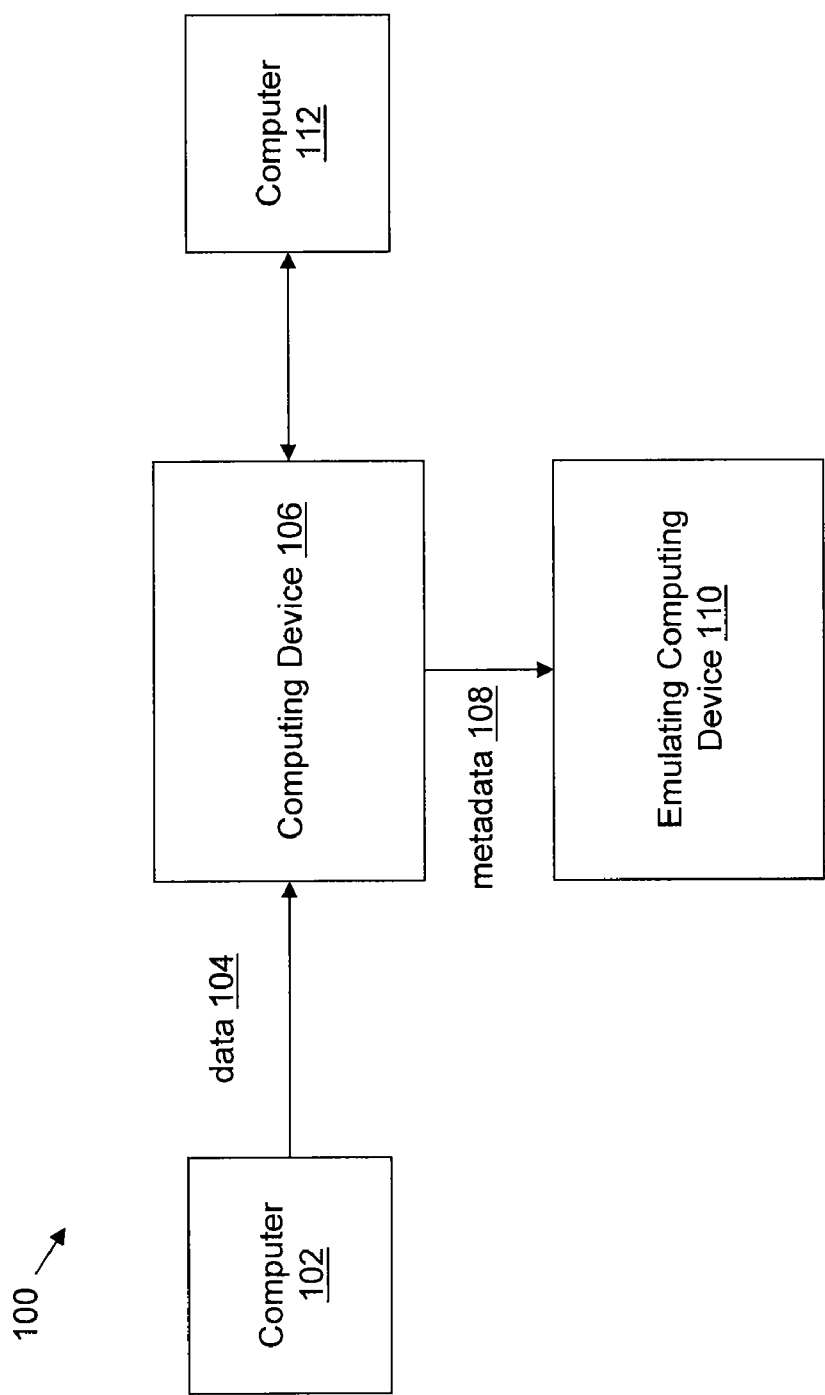 100
Computer
102
data 104
Computing Device 106
Computer
112
metadata 108
Emulating Computing
Device 110